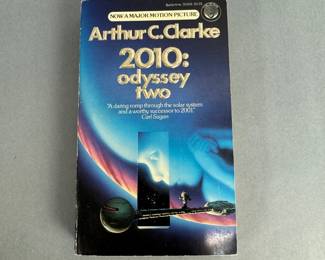 NOW A MAJOR MOTION PICTURE
Arthur C. Clarke
2010:
odyssey
two
"A daring romp through the solar system
and a worthy successor to 2001."
Carl Sagan